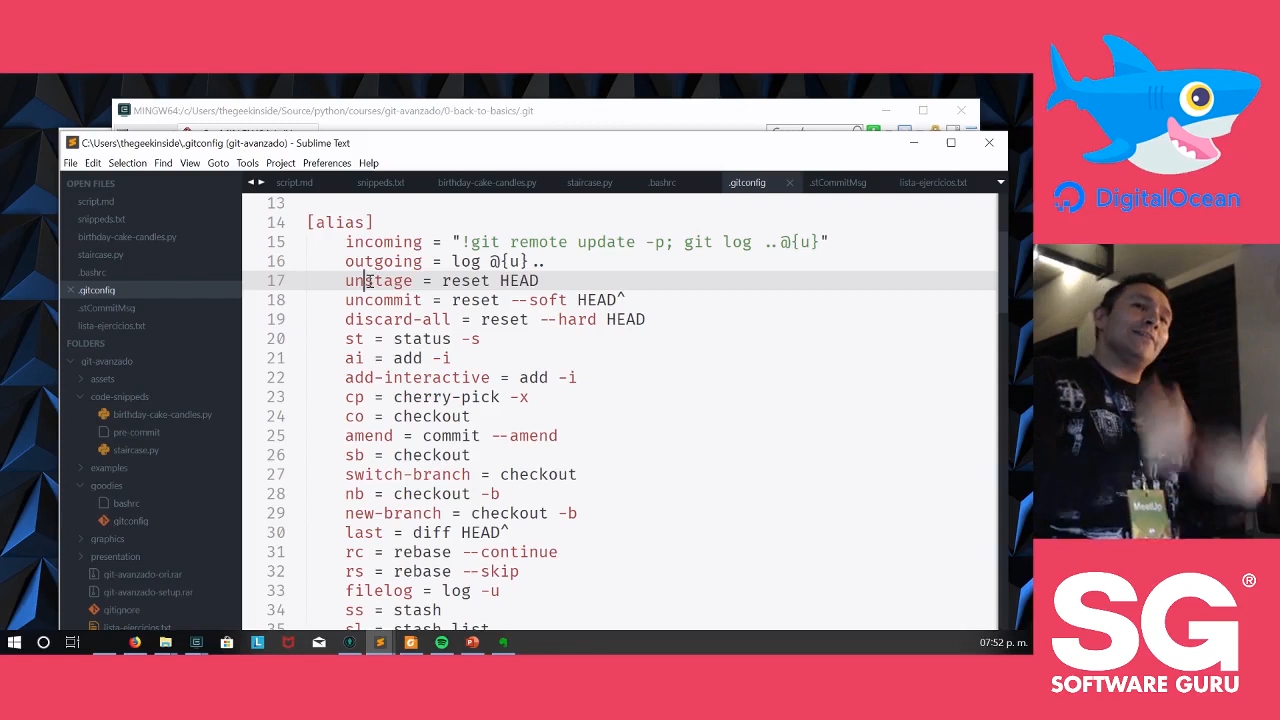 MINGW64:/c/Users/thegeekinside/Source/python/courses/git-avanzado/0-back-to-basics/.git
C:\Users\thegeekinside\.gitconfig (git-avanzado) - Sublime Text
File Edit Selection Find View Goto Tools Project Preferences Help
OPEN FILES
script.md
snippeds.txt
birthday-cake-candles.py
staircase.py
.bashrc
.gitconfig
.stCommitMsg
lista-ejercicios.txt
FOLDERS
git-avanzado
assets
code-snippeds
birthday-cake-candles.py
pre-commit
staircase.py
examples
goodies
bashrc
gitconfig
graphics
presentation
git-avanzado-ori.rar
git-avanzado-setup.rar
gitignore
lista-ejercicios.txt
script.md snippeds.txt birthday-cake-candles.py staircase.py .bashrc .gitconfig .stCommitMsg lista-ejercicios.txt
13
14 [alias]
15 incoming = "!git remote update -p; git log ..@{u}"
16 outgoing = log @{u}..
17 unstage = reset HEAD
18 uncommit = reset --soft HEAD^
19 discard-all = reset --hard HEAD
20 st = status -s
21 ai = add -i
22 add-interactive = add -i
23 cp = cherry-pick -x
24 co = checkout
25 amend = commit --amend
26 sb = checkout
27 switch-branch = checkout
28 nb = checkout -b
29 new-branch = checkout -b
30 last = diff HEAD^
31 rc = rebase --continue
32 rs = rebase --skip
33 filelog = log -u
34 ss = stash
35 sl = stash list
07:52 p. m.
DigitalOcean
MeetUp
SG®
SOFTWARE GURU